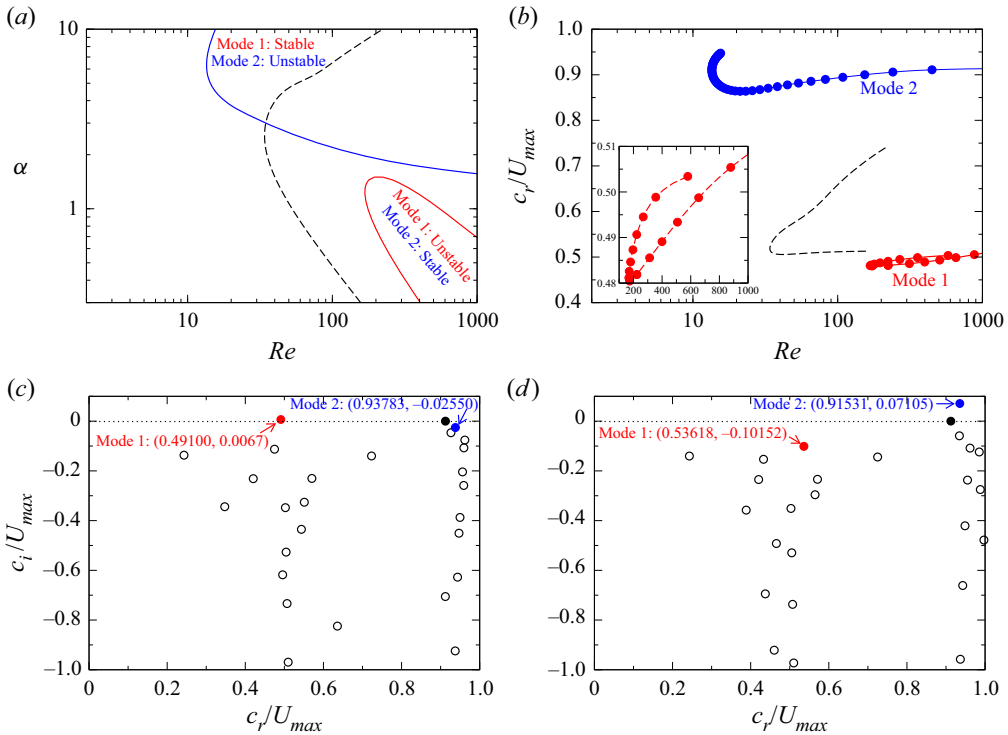 (a)
10
Mode 1: Stable
Mode 2: Unstable
α
1
Mode 1: Unstable
Mode 2: Stable
10
100
1000
Re
(b)
1.0
0.9
Mode 2
0.8
c_r/U_max
0.7
0.6
0.5
0.4
0.51
0.50
0.49
0.48
200
400
600
800
1000
Mode 1
10
100
1000
Re
(c)
Mode 2: (0.93783, –0.02550)
0
Mode 1: (0.49100, 0.0067)
–0.2
–0.4
c_i/U_max
–0.6
–0.8
–1.0
0
0.2
0.4
0.6
0.8
1.0
c_r/U_max
(d)
0.1
Mode 2: (0.91531, 0.07105)
0
Mode 1: (0.53618, –0.10152)
–0.2
–0.4
–0.6
–0.8
–1.0
0
0.2
0.4
0.6
0.8
1.0
c_r/U_max